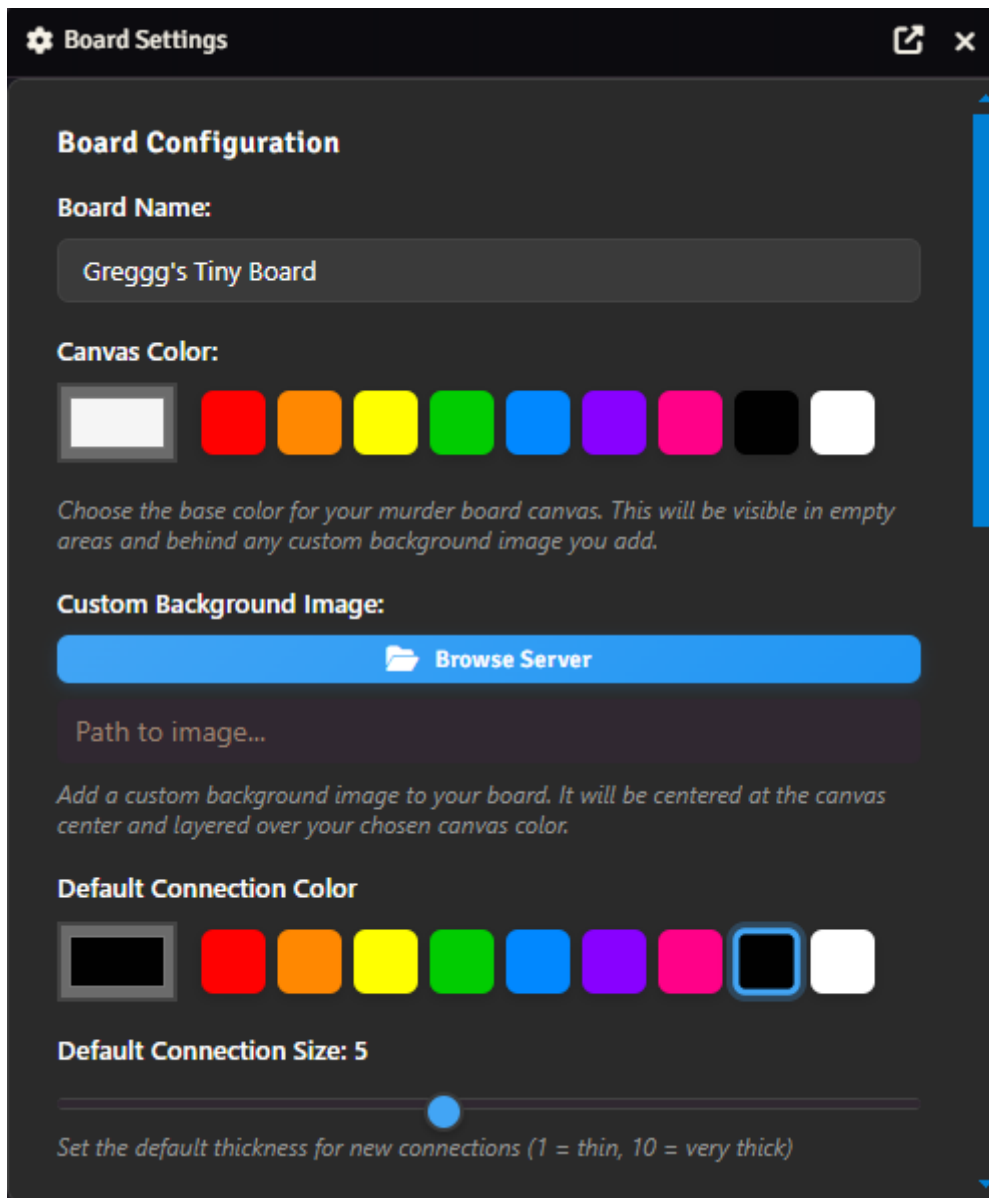 Board Settings
Board Configuration
Board Name:
Greggg's Tiny Board
Canvas Color:
Choose the base color for your murder board canvas. This will be visible in empty
areas and behind any custom background image you add.
Custom Background Image:
Browse Server
Path to image...
Add a custom background image to your board. It will be centered at the canvas
center and layered over your chosen canvas color.
Default Connection Color
Default Connection Size: 5
Set the default thickness for new connections (1 = thin, 10 = very thick)